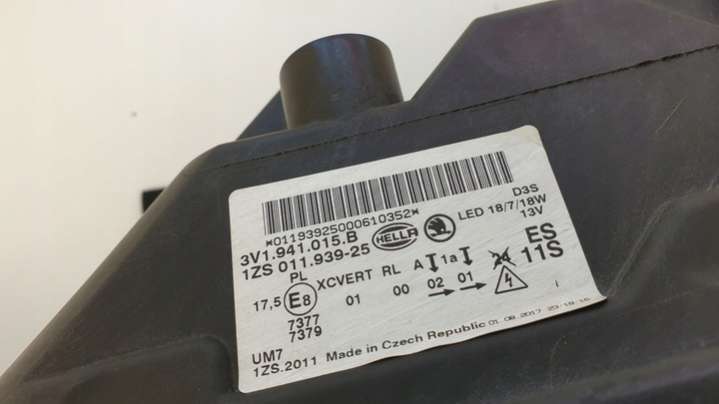 *01193925000610352*
D3S
3V1.941.015.B HELLA LED 18/7/18W
1ZS 011.939-25 13V
PL XCVERT RL A 1a 24 ES
17,5 E8 01 00 02 01 11S
7377
7379
UM7
1ZS.2011 Made in Czech Republic 01.08.2017